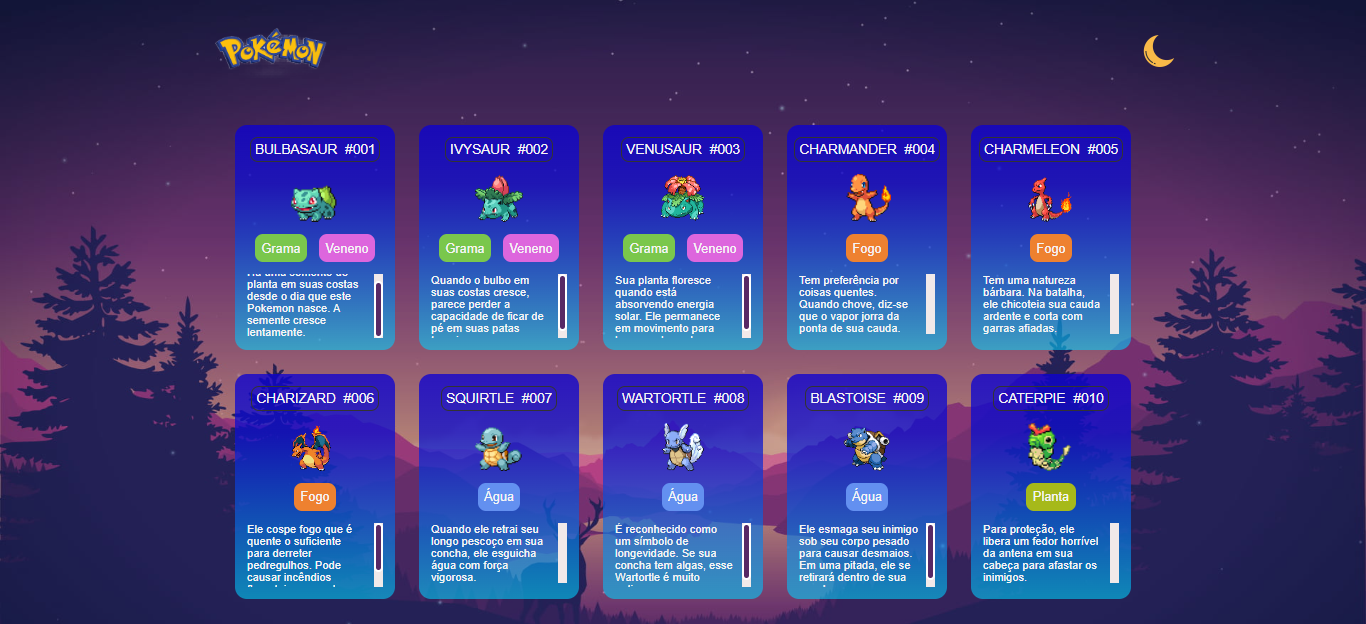 POKéMON
BULBASAUR #001
Grama Veneno
planta em suas costas
desde o dia que este
Pokemon nasce. A
semente cresce
lentamente.
IVYSAUR #002
Grama Veneno
Quando o bulbo em
suas costas cresce,
parece perder a
capacidade de ficar de
pé em suas patas
VENUSAUR #003
Grama Veneno
Sua planta floresce
quando está
absorvendo energia
solar. Ele permanece
em movimento para
CHARMANDER #004
Fogo
Tem preferência por
coisas quentes.
Quando chove, diz-se
que o vapor jorra da
ponta de sua cauda.
CHARMELEON #005
Fogo
Tem uma natureza
bárbara. Na batalha,
ele chicoteia sua cauda
ardente e corta com
garras afiadas.
CHARIZARD #006
Fogo
Ele cospe fogo que é
quente o suficiente
para derreter
pedregulhos. Pode
causar incêndios
SQUIRTLE #007
Água
Quando ele retrai seu
longo pescoço em sua
concha, ele esguicha
água com força
vigorosa.
WARTORTLE #008
Água
É reconhecido como
um símbolo de
longevidade. Se sua
concha tem algas, esse
Wartortle é muito
BLASTOISE #009
Água
Ele esmaga seu inimigo
sob seu corpo pesado
para causar desmaios.
Em uma pitada, ele se
retirará dentro de sua
CATERPIE #010
Planta
Para proteção, ele
libera um fedor horrível
da antena em sua
cabeça para afastar os
inimigos.